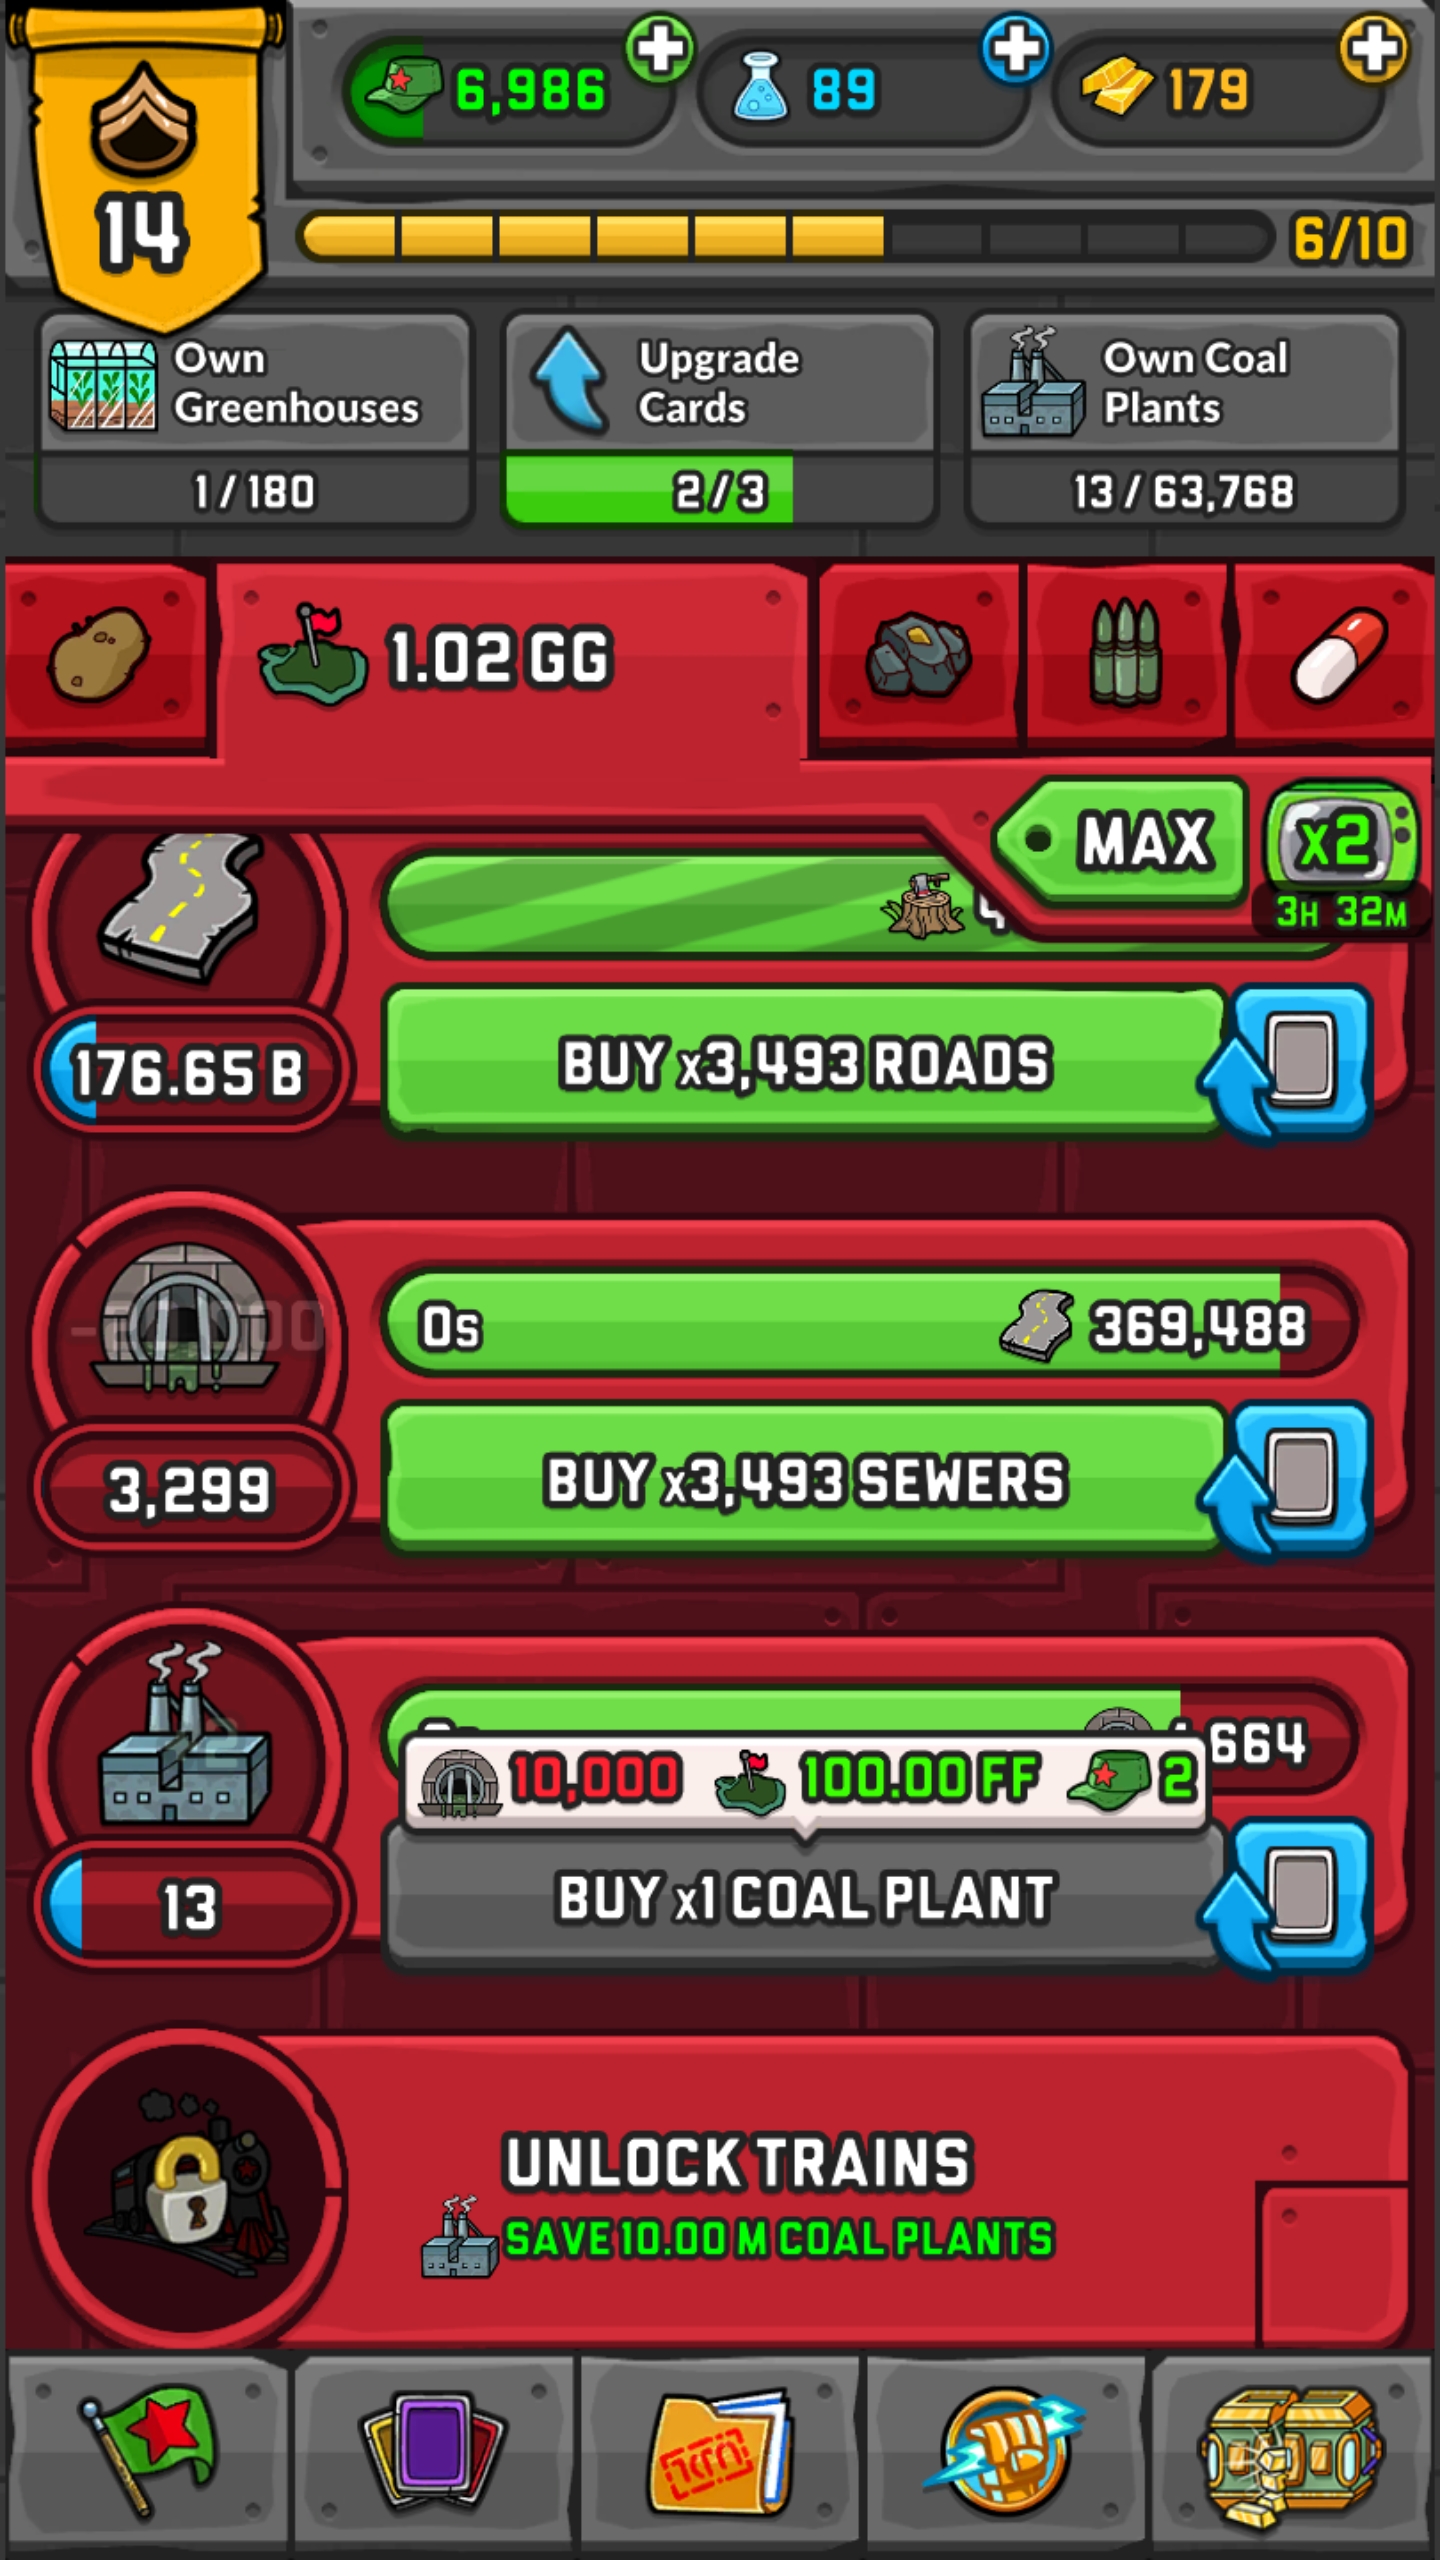 6,986
89
179
14
6/10
Own
Greenhouses
Upgrade
Cards
Own Coal
Plants
1/180
2/3
13/63,768
1.02 GG
MAX
x2
3H 32M
176.65 B
BUY x3,493 ROADS
0s
369,488
3,299
BUY x3,493 SEWERS
664
10,000
100.00 FF
2
13
BUY x1 COAL PLANT
UNLOCK TRAINS
SAVE 10.00 M COAL PLANTS